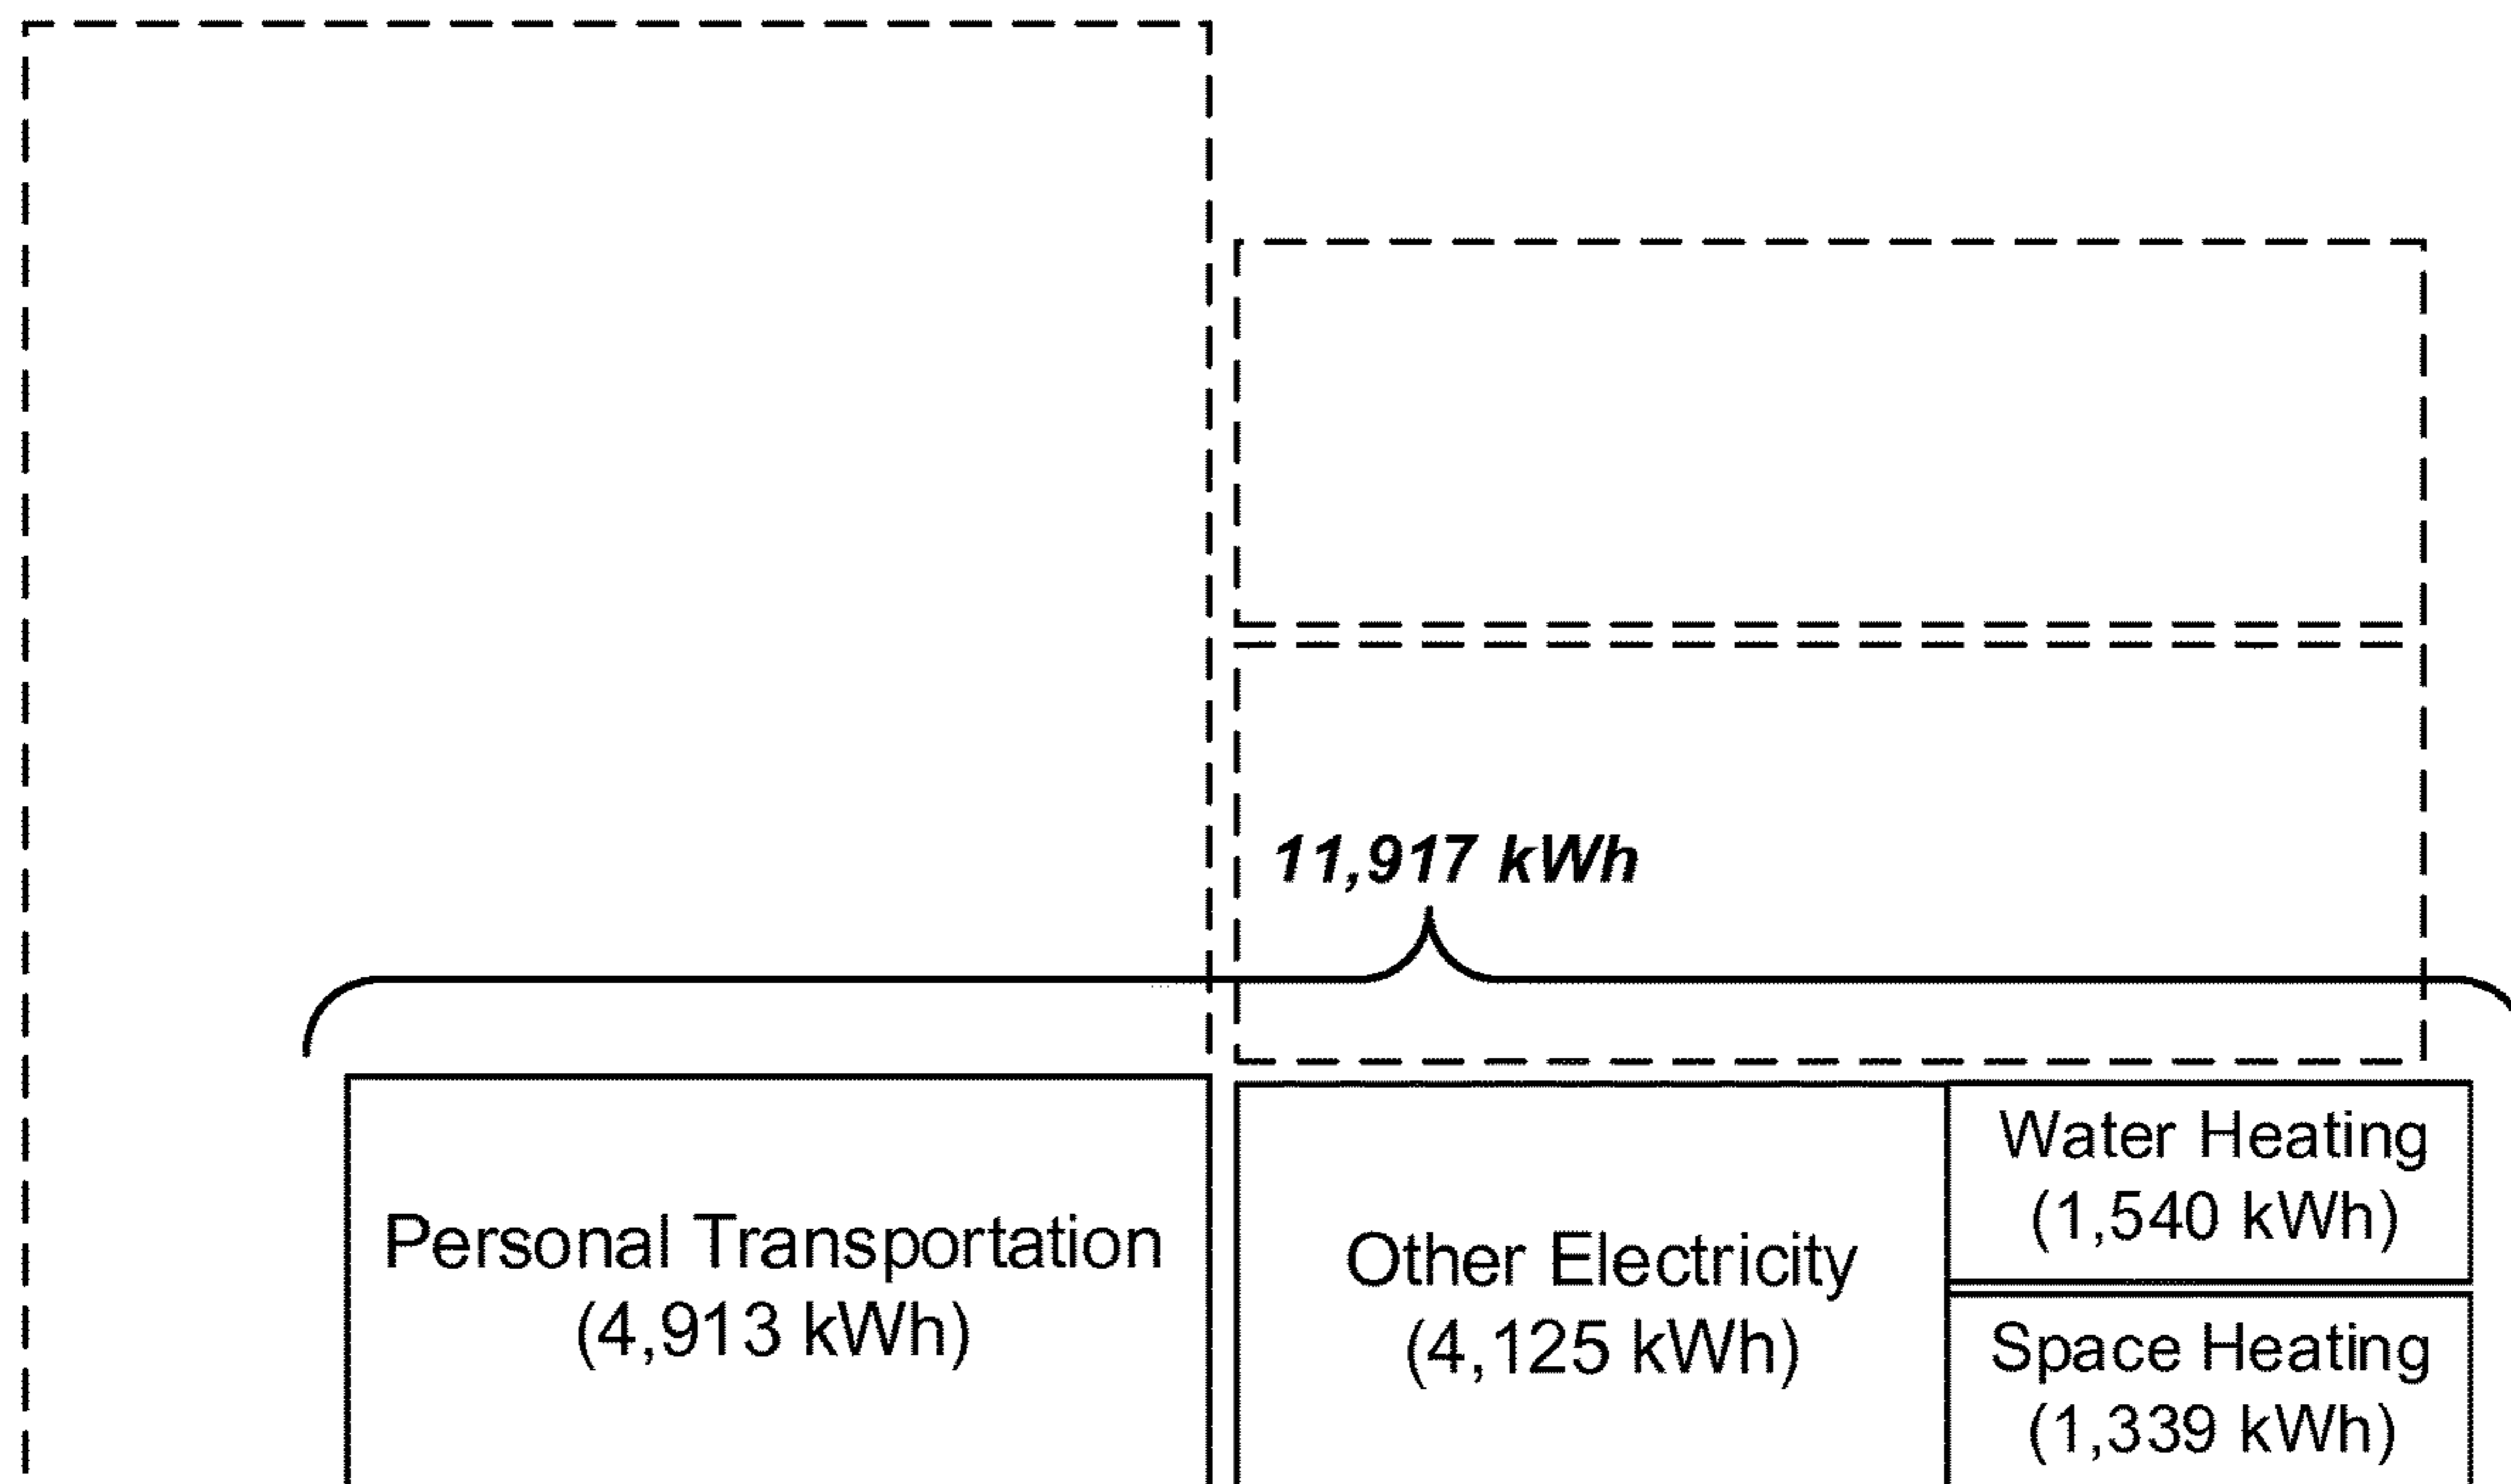 11,917 kWh
Personal Transportation
(4,913 kWh)
Other Electricity
(4,125 kWh)
Water Heating
(1,540 kWh)
Space Heating
(1,339 kWh)